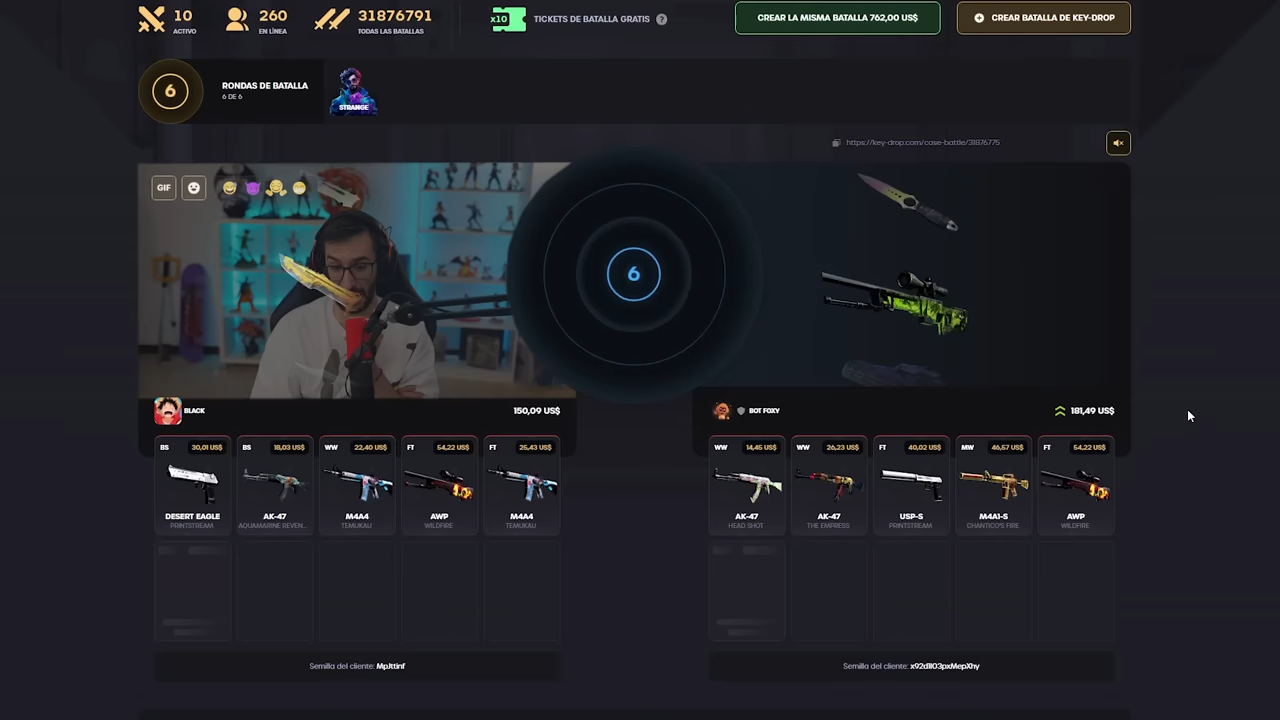 10
ACTIVO
260
EN LÍNEA
31876791
TODAS LAS BATALLAS
x10
TICKETS DE BATALLA GRATIS ?
CREAR LA MISMA BATALLA 762,00 US$
CREAR BATALLA DE KEY-DROP
6
RONDAS DE BATALLA
6 DE 6
STRANGE
https://key-drop.com/case-battle/31876775
GIF
6
BLACK
150,09 US$
BOT FOXY
181,49 US$
BS 30,01 US$
DESERT EAGLE
PRINTSTREAM
BS 18,03 US$
AK-47
AQUAMARINE REVEN...
WW 22,40 US$
M4A4
TEMUKAU
FT 54,22 US$
AWP
WILDFIRE
FT 25,43 US$
M4A4
TEMUKAU
WW 14,45 US$
AK-47
HEAD SHOT
WW 26,23 US$
AK-47
THE EMPRESS
FT 40,02 US$
USP-S
PRINTSTREAM
MW 46,57 US$
M4A1-S
CHANTICO'S FIRE
FT 54,22 US$
AWP
WILDFIRE
Semilla del cliente:
Semilla del cliente: